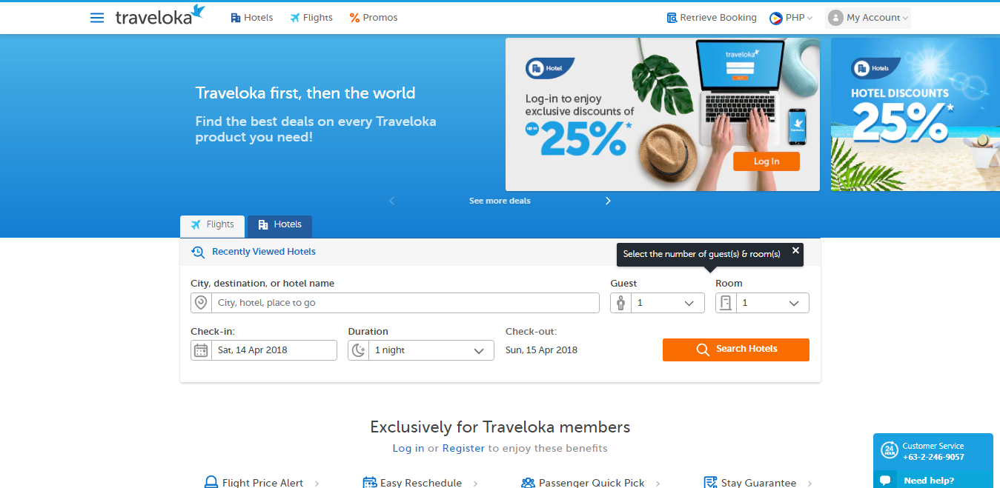 traveloka
Hotels
Flights
Promos
Retrieve Booking
PHP
My Account
Traveloka first, then the world
Find the best deals on every Traveloka
product you need!
Hotel
Log-in to enjoy
exclusive discounts of
up to 25%*
traveloka
Log In
Hotels
HOTEL DISCOUNTS
25%*
See more deals
Flights
Hotels
Recently Viewed Hotels
Select the number of guest(s) & room(s)
City, destination, or hotel name
Guest
Room
City, hotel, place to go
1
1
Check-in:
Duration
Check-out:
Sat, 14 Apr 2018
1 night
Sun, 15 Apr 2018
Search Hotels
Exclusively for Traveloka members
Log in or Register to enjoy these benefits
Flight Price Alert
Easy Reschedule
Passenger Quick Pick
Stay Guarantee
24
HOUR
Customer Service
+63-2-246-9057
Need help?